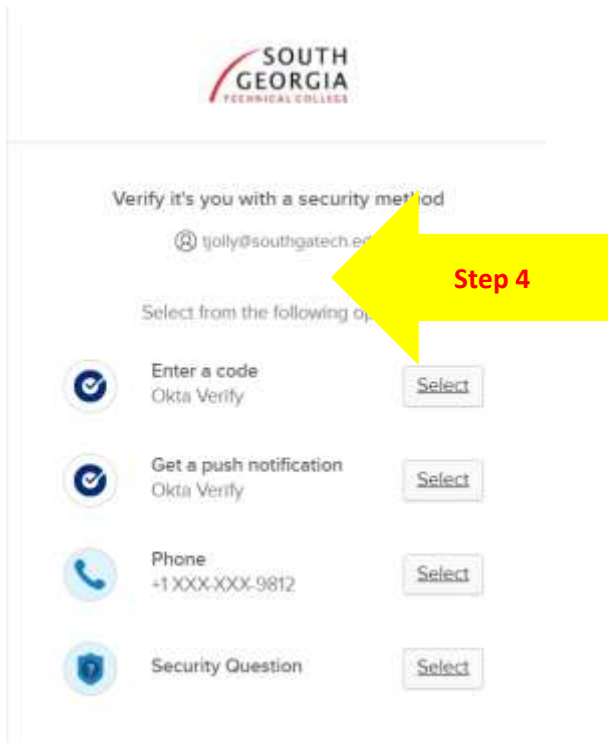 SOUTH
GEORGIA
TECHNICAL COLLEGE
Verify it's you with a security method
tjolly@southgatech.ed
Step 4
Select from the following op
Enter a code
Okta Verify
Select
Get a push notification
Okta Verify
Select
Phone
+1 XXX-XXX-9812
Select
Security Question
Select